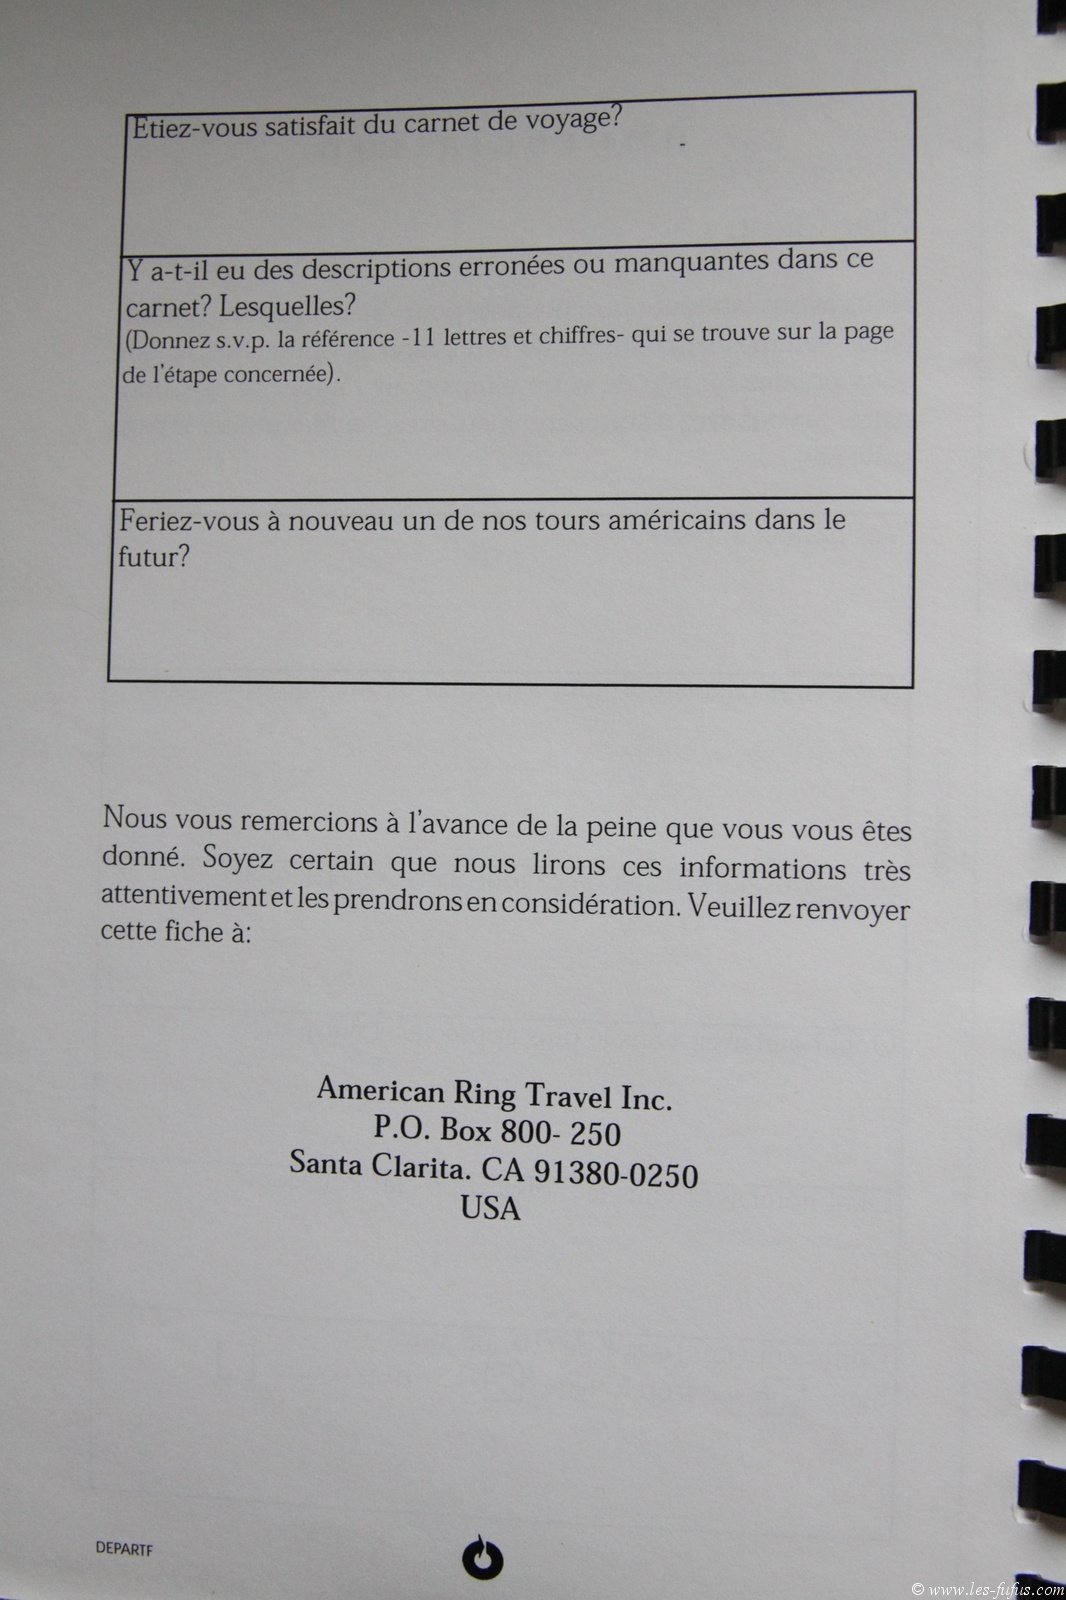 Etiez-vous satisfait du carnet de voyage?
Y a-t-il eu des descriptions erronées ou manquantes dans ce
carnet? Lesquelles?
(Donnez s.v.p. la référence -11 lettres et chiffres- qui se trouve sur la page
de l'étape concernée).
Feriez-vous à nouveau un de nos tours américains dans le
futur?
Nous vous remercions à l'avance de la peine que vous vous êtes
donné. Soyez certain que nous lirons ces informations très
attentivement et les prendrons en considération. Veuillez renvoyer
cette fiche à:
American Ring Travel Inc.
P.O. Box 800- 250
Santa Clarita. CA 91380-0250
USA
DEPARTF
© www.les-fufus.com